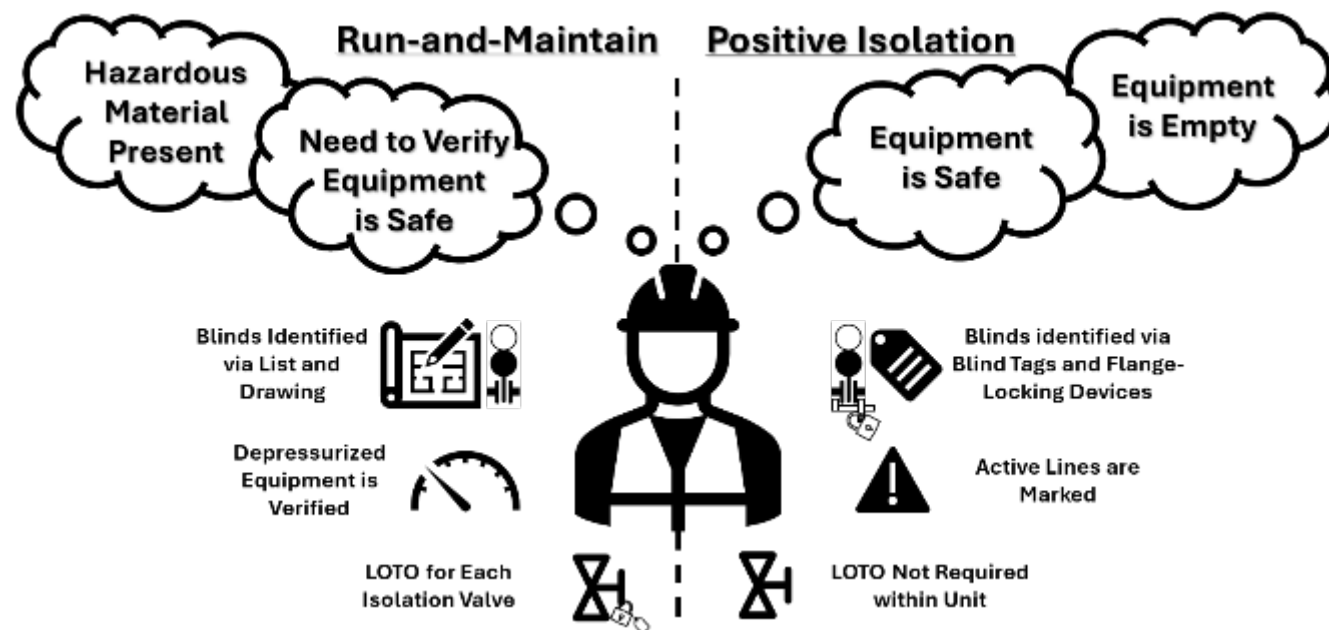 Run-and-Maintain
Positive Isolation
Hazardous
Material
Present
Need to Verify
Equipment
is Safe
Equipment
is Safe
Equipment
is Empty
Blinds Identified
via List and
Drawing
Blinds identified via
Blind Tags and Flange-
Locking Devices
Depressurized
Equipment is
Verified
Active Lines are
Marked
LOTO for Each
Isolation Valve
LOTO Not Required
within Unit